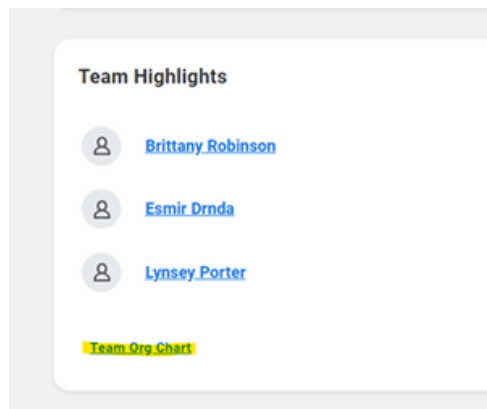 Team Highlights
Brittany Robinson
Esmir Drnda
Lynsey Porter
Team Org Chart